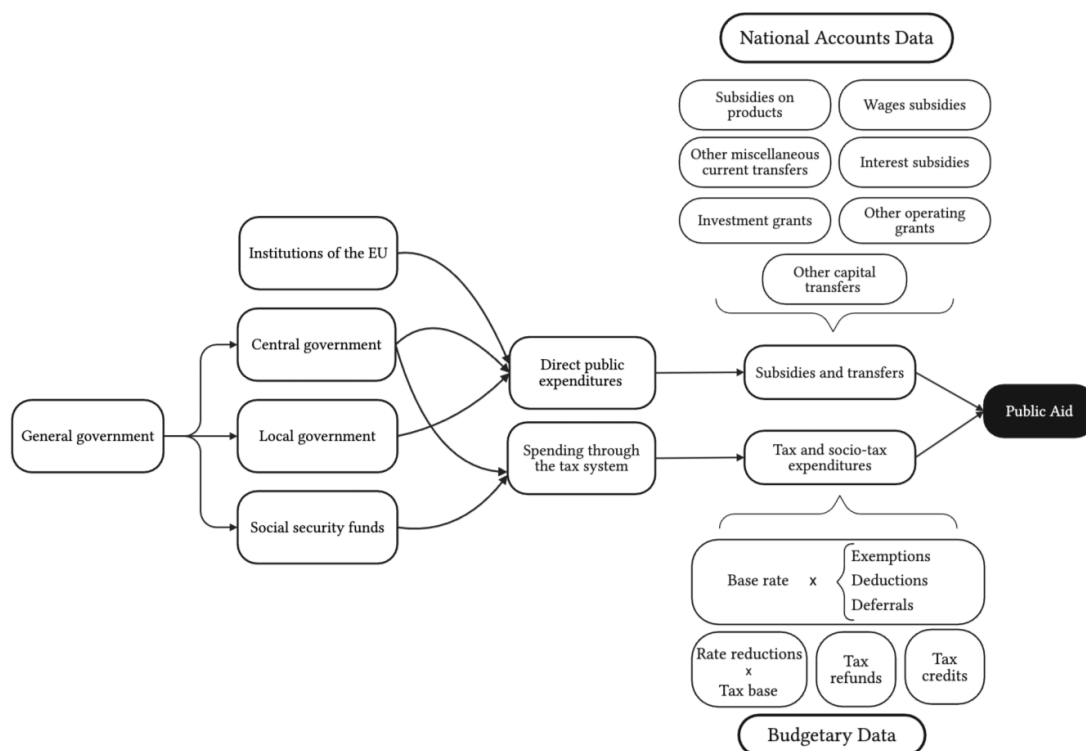 National Accounts Data
Subsidies on
products
Wages subsidies
Other miscellaneous
current transfers
Interest subsidies
Investment grants
Other operating
grants
Other capital
transfers
Institutions of the EU
Central government
General government
Local government
Social security funds
Direct public
expenditures
Spending through
the tax system
Subsidies and transfers
Tax and socio-tax
expenditures
Public Aid
Base rate x
Exemptions
Deductions
Deferrals
Rate reductions
x
Tax base
Tax
refunds
Tax
credits
Budgetary Data